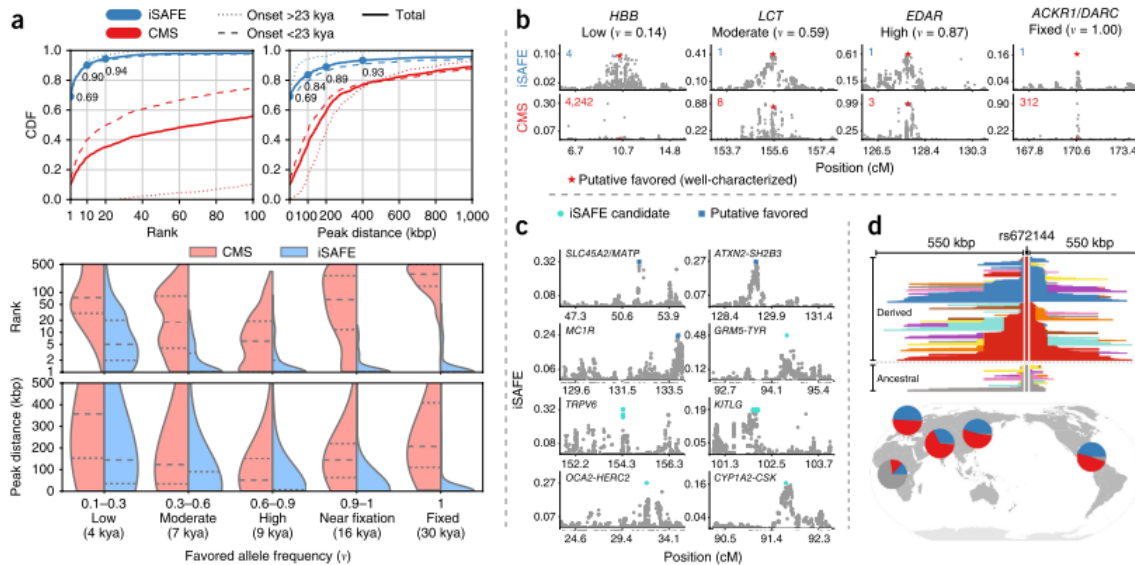 a
iSAFE
CMS
Onset >23 kya
Onset <23 kya
Total
CDF
1.0
0.8
0.6
0.4
0.2
0
0.90
0.94
0.69
0.93
0.89
0.84
0.69
1 10 20 40 60 80 100
0 100 200 400 600 800 1,000
Rank
Peak distance (kbp)
CMS
iSAFE
Rank
500
100
50
20
10
5
2
1
Peak distance (kbp)
500
400
300
200
100
0
0.1–0.3 0.3–0.6 0.6–0.9 0.9–1 1
Low Moderate High Near fixation Fixed
(4 kya) (7 kya) (9 kya) (16 kya) (30 kya)
Favored allele frequency (v)
b
HBB LCT EDAR ACKR1/DARC
Low (v = 0.14) Moderate (v = 0.59) High (v = 0.87) Fixed (v = 1.00)
iSAFE
0.10 4 0.41 1 0.61 1 0.16 1
0.02 0.10 0.15 0.04
CMS
0.30 4,242 0.88 8 0.99 3 0.90 312
0.07 0.22 0.25 0.22
6.7 10.7 14.8 153.7 155.6 157.4 126.5 128.4 130.3 167.8 170.6 173.4
Position (cM)
Putative favored (well-characterized)
c
iSAFE candidate
Putative favored
iSAFE
SLC45A2/MATP
0.32
0.08
47.3 50.6 53.9
ATXN2-SH2B3
0.27
0.07
128.4 129.9 131.4
MC1R
0.24
0.06
129.6 131.5 133.5
GRM5-TYR
0.48
0.12
92.7 94.1 95.4
TRPV6
0.32
0.08
152.2 154.3 156.3
KITLG
0.19
0.05
101.3 102.5 103.7
OCA2-HERC2
0.27
0.07
24.6 29.4 34.1
CYP1A2-CSK
0.16
0.04
90.5 91.4 92.3
Position (cM)
d
rs672144
550 kbp 550 kbp
Derived
Ancestral